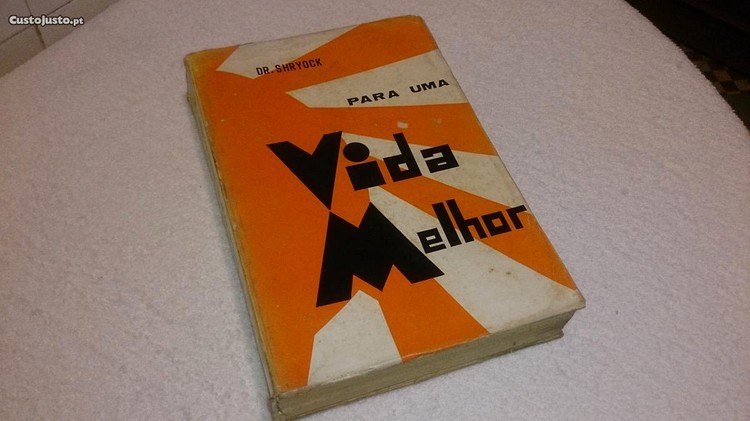 CustoJusto.pt
DR. SHRYOCK
PARA UMA
Vida
Melhor